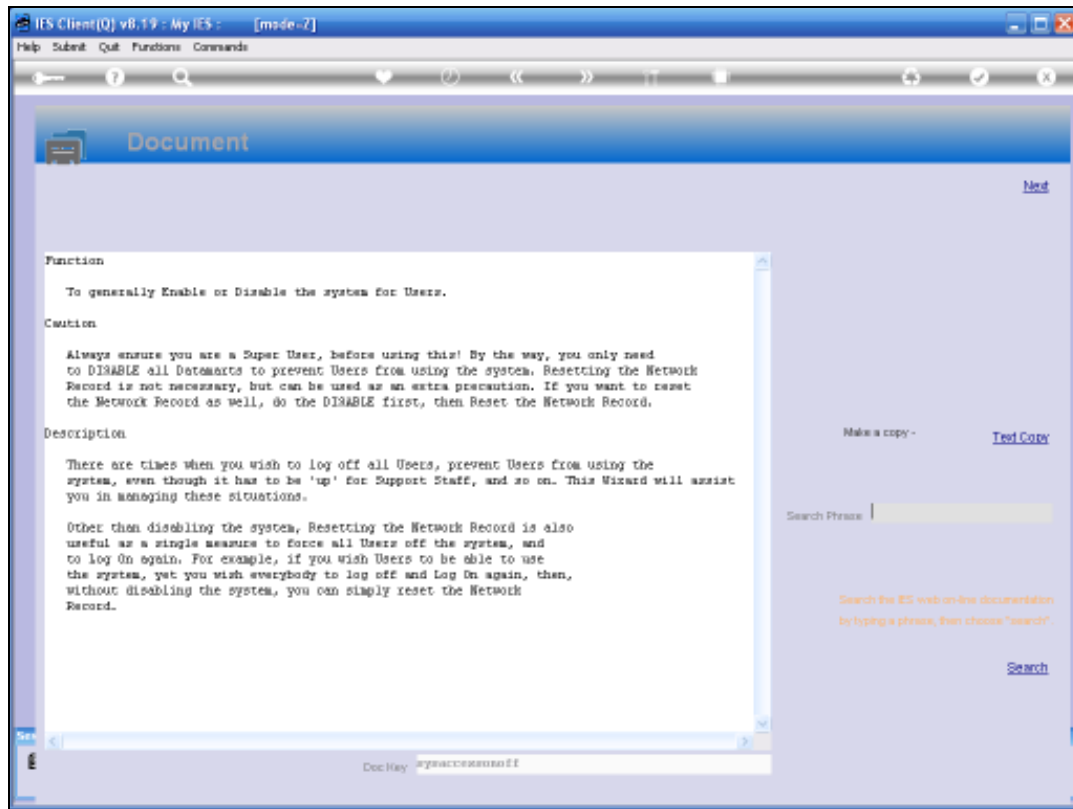 IES Client(Q) v8.19 : My IES : [mode=Z]
Help Submit Quit Functions Commands
Document
Next
Function
To generally Enable or Disable the system for Users.
Caution
Always ensure you are a Super User, before using this! By the way, you only need
to DISABLE all Datamarts to prevent Users from using the system. Resetting the Network
Record is not necessary, but can be used as an extra precaution. If you want to reset
the Network Record as well, do the DISABLE first, then Reset the Network Record.
Description
Make a copy -
Text Copy
There are times when you wish to log off all Users, prevent Users from using the
system, even though it has to be 'up' for Support Staff, and so on. This Wizard will assist
you in managing these situations.
Search Phrase
Other than disabling the system, Resetting the Network Record is also
useful as a single measure to force all Users off the system, and
to Log On again. For example, if you wish Users to be able to use
the system, yet you wish everybody to log off and Log On again, then,
without disabling the system, you can simply reset the Network
Record.
Search the IES web on-line documentation
by typing a phrase, then choose "search".
Search
Doc Key sysaccessonoff